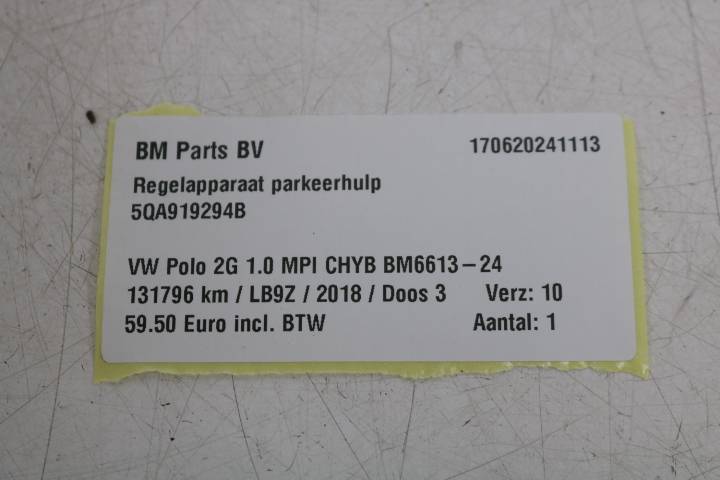 BM Parts BV 170620241113
Regelapparaat parkeerhulp
5QA919294B
VW Polo 2G 1.0 MPI CHYB BM6613-24
131796 km / LB9Z / 2018 / Doos 3 Verz: 10
59.50 Euro incl. BTW Aantal: 1